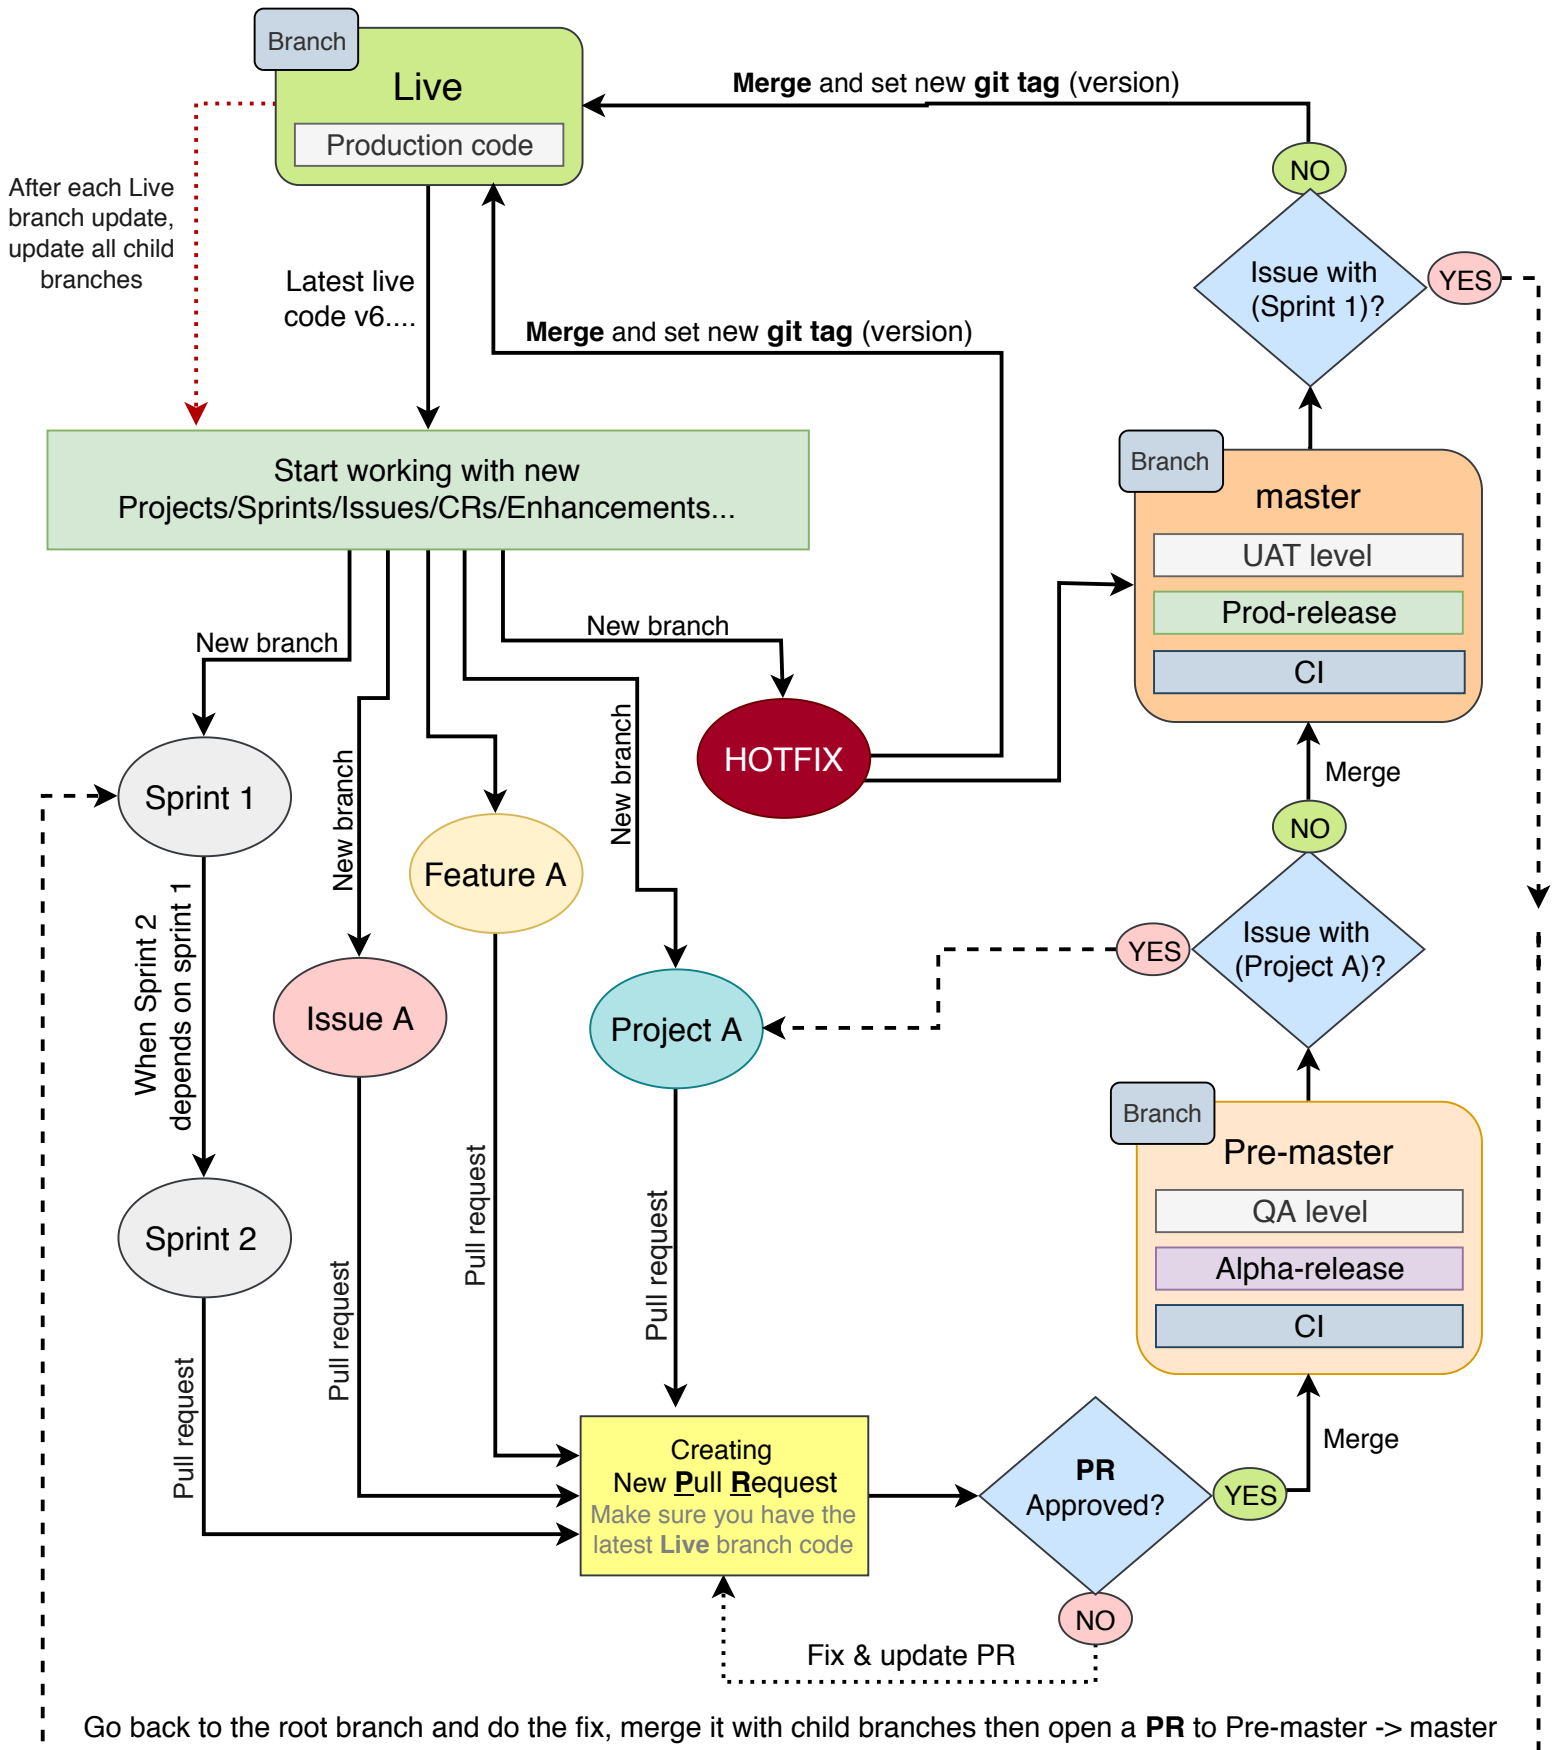 Branch
Live
Production code
Merge and set new git tag (version)
NO
After each Live
branch update,
update all child
branches
Latest live
code v6....
Issue with
(Sprint 1)?
YES
Merge and set new git tag (version)
Start working with new
Projects/Sprints/Issues/CRs/Enhancements...
Branch
master
UAT level
Prod-release
CI
New branch
New branch
New branch
New branch
HOTFIX
Merge
Sprint 1
NO
Feature A
When Sprint 2
depends on sprint 1
Issue with
(Project A)?
YES
Issue A
Project A
Branch
Pre-master
QA level
Alpha-release
CI
Sprint 2
Pull request
Pull request
Pull request
Pull request
Creating
New Pull Request
Make sure you have the
latest Live branch code
PR
Approved?
YES
Merge
NO
Fix & update PR
Go back to the root branch and do the fix, merge it with child branches then open a PR to Pre-master -> master